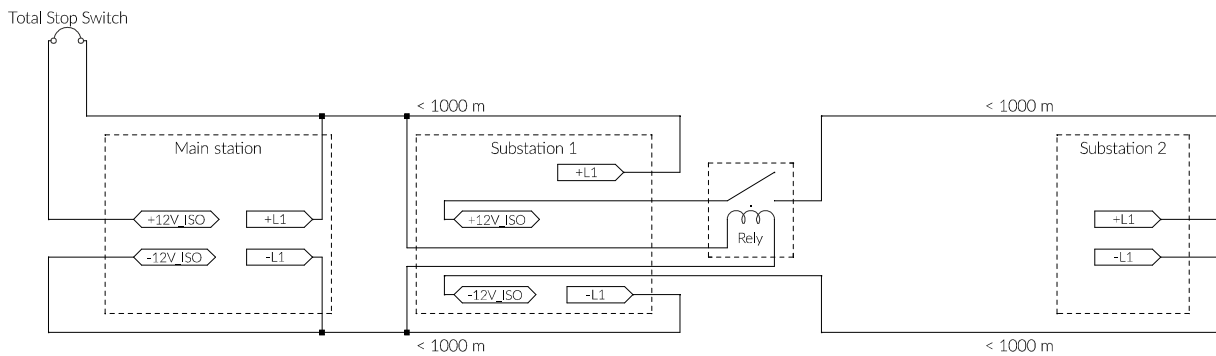 Total Stop Switch
< 1000 m
< 1000 m
Main station
Substation 1
Substation 2
+L1
+12V_ISO
+L1
+12V_ISO
+L1
Rely
-12V_ISO
-L1
-L1
-12V_ISO
-L1
< 1000 m
< 1000 m